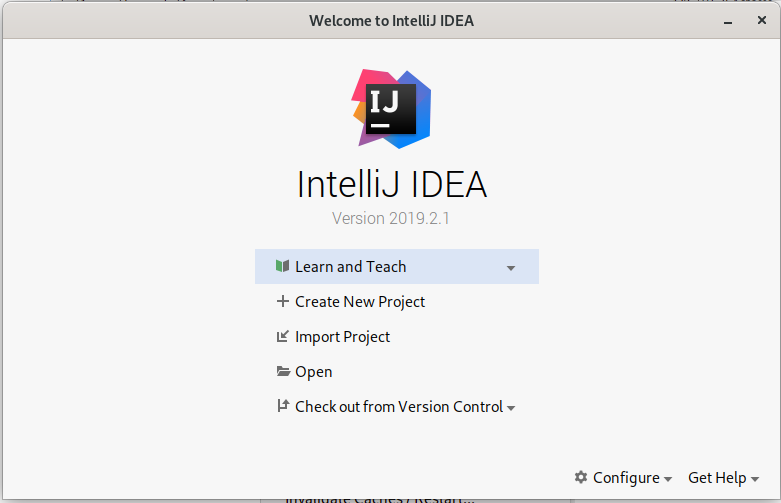 Welcome to IntelliJ IDEA
IJ
IntelliJ IDEA
Version 2019.2.1
Learn and Teach
Create New Project
Import Project
Open
Check out from Version Control
Configure
Get Help
Invalidate Caches / Restart...